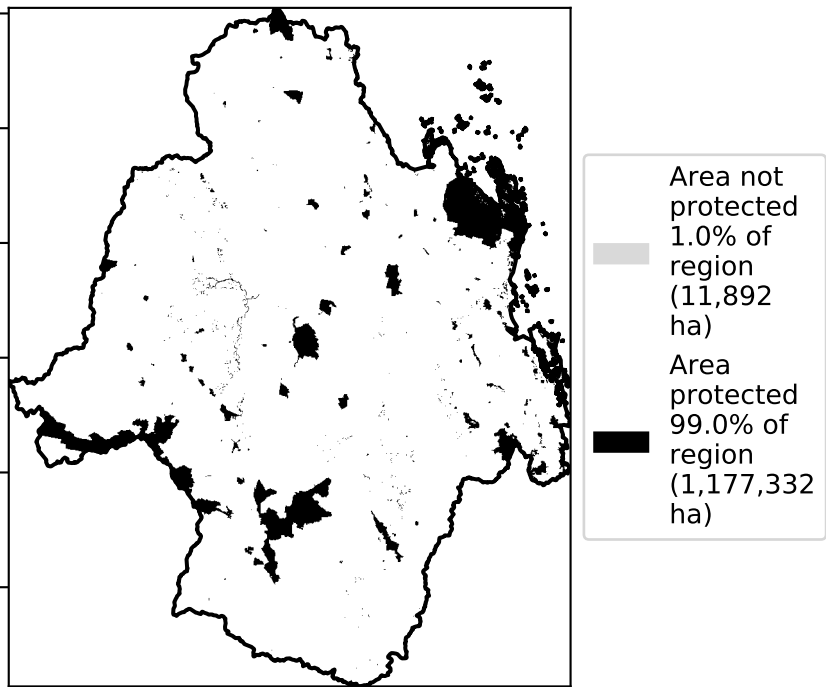 Area not
protected
1.0% of
region
(11,892
ha)
Area
protected
99.0% of
region
(1,177,332
ha)